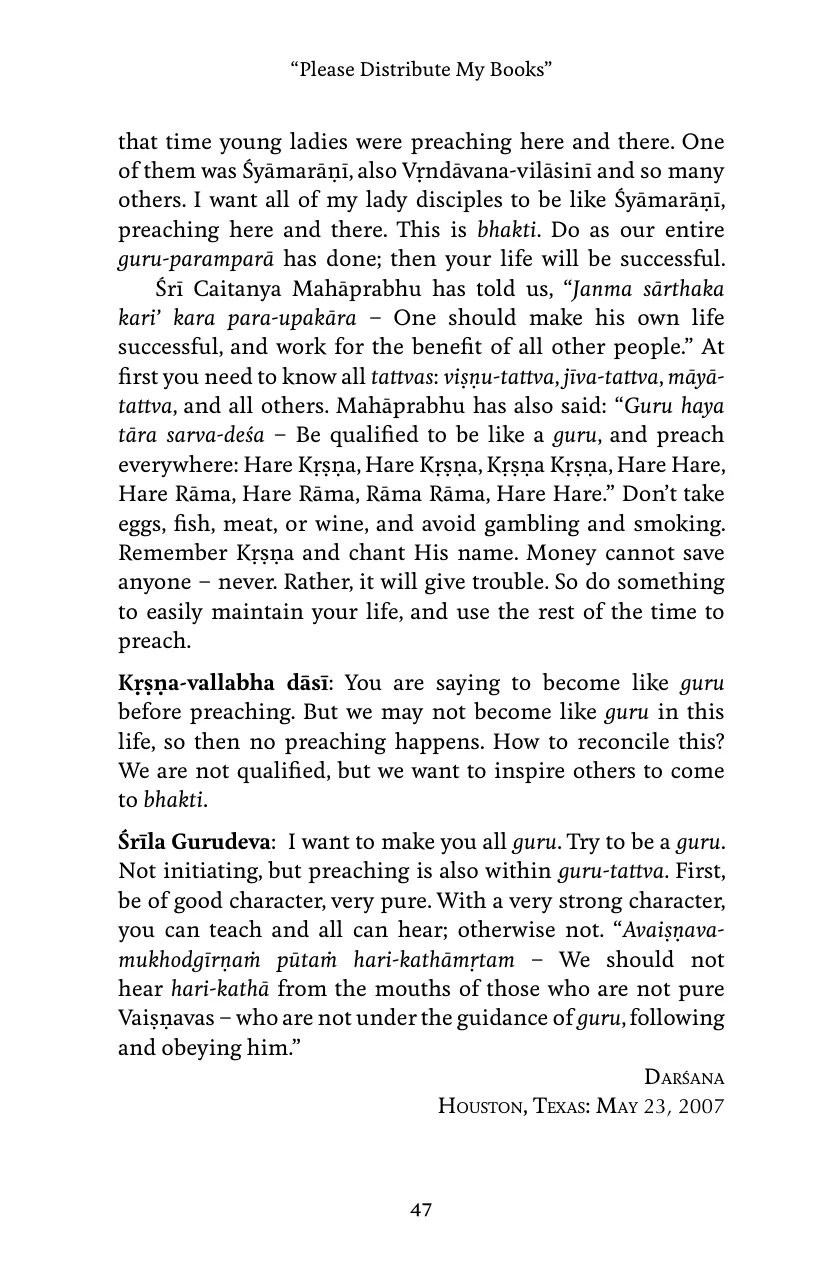 “Please Distribute My Books”
that time young ladies were preaching here and there. One
of them was Śyāmarāṇī, also Vṛndāvana-vilāsinī and so many
others. I want all of my lady disciples to be like Śyāmarāṇī,
preaching here and there. This is bhakti. Do as our entire
guru-paramparā has done; then your life will be successful.
Śrī Caitanya Mahāprabhu has told us, “Janma sārthaka
kari’ kara para-upakāra – One should make his own life
successful, and work for the benefit of all other people.” At
first you need to know all tattvas: viṣṇu-tattva, jīva-tattva, māyā-
tattva, and all others. Mahāprabhu has also said: “Guru haya
tāra sarva-deśa – Be qualified to be like a guru, and preach
everywhere: Hare Kṛṣṇa, Hare Kṛṣṇa, Kṛṣṇa Kṛṣṇa, Hare Hare,
Hare Rāma, Hare Rāma, Rāma Rāma, Hare Hare.” Don’t take
eggs, fish, meat, or wine, and avoid gambling and smoking.
Remember Kṛṣṇa and chant His name. Money cannot save
anyone – never. Rather, it will give trouble. So do something
to easily maintain your life, and use the rest of the time to
preach.
Kṛṣṇa-vallabha dāsī: You are saying to become like guru
before preaching. But we may not become like guru in this
life, so then no preaching happens. How to reconcile this?
We are not qualified, but we want to inspire others to come
to bhakti.
Śrīla Gurudeva: I want to make you all guru. Try to be a guru.
Not initiating, but preaching is also within guru-tattva. First,
be of good character, very pure. With a very strong character,
you can teach and all can hear; otherwise not. “Avaiṣṇava-
mukhodgīrṇaṁ pūtaṁ hari-kathāmṛtam – We should not
hear hari-kathā from the mouths of those who are not pure
Vaiṣṇavas – who are not under the guidance of guru, following
and obeying him.”
Darśana
Houston, Texas: May 23, 2007
47